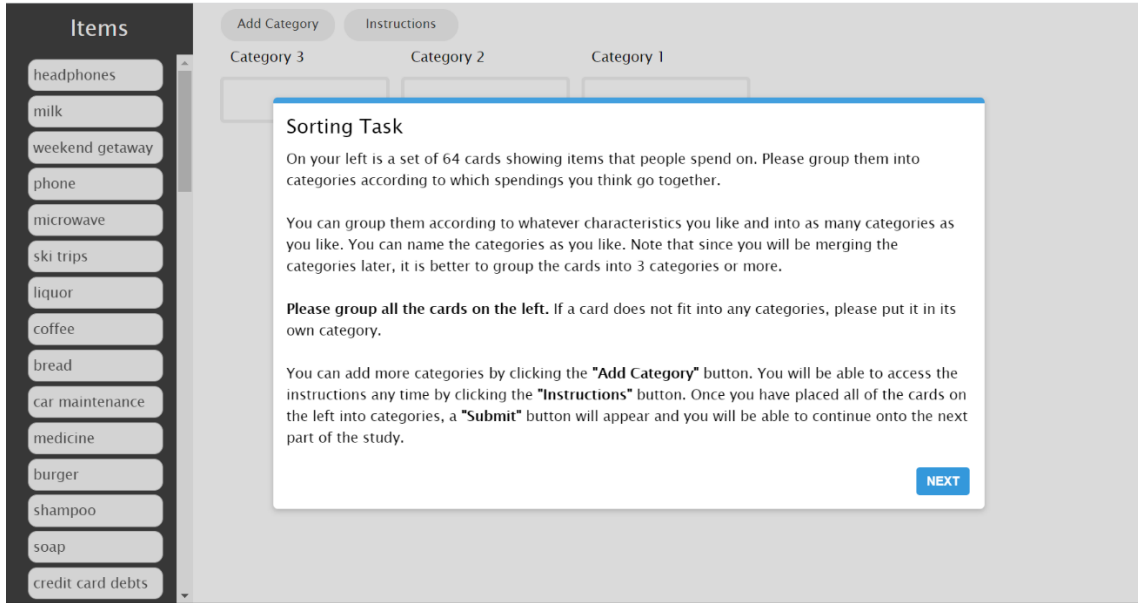 Items
headphones
milk
weekend getaway
phone
microwave
ski trips
liquor
coffee
bread
car maintenance
medicine
burger
shampoo
soap
credit card debts
Add Category
Instructions
Category 3
Category 2
Category 1
Sorting Task
On your left is a set of 64 cards showing items that people spend on. Please group them into
categories according to which spendings you think go together.
You can group them according to whatever characteristics you like and into as many categories as
you like. You can name the categories as you like. Note that since you will be merging the
categories later, it is better to group the cards into 3 categories or more.
Please group all the cards on the left. If a card does not fit into any categories, please put it in its
own category.
You can add more categories by clicking the "Add Category" button. You will be able to access the
instructions any time by clicking the "Instructions" button. Once you have placed all of the cards on
the left into categories, a "Submit" button will appear and you will be able to continue onto the next
part of the study.
NEXT